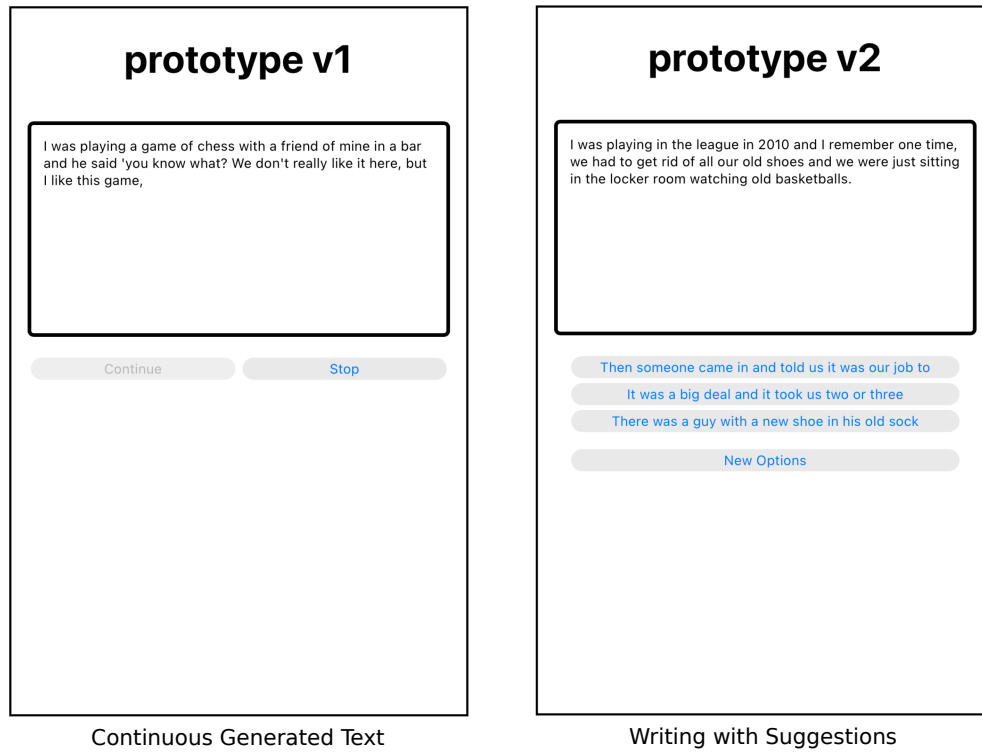 prototype v1
I was playing a game of chess with a friend of mine in a bar
and he said 'you know what? We don't really like it here, but
I like this game,
Continue
Stop
Continuous Generated Text
prototype v2
I was playing in the league in 2010 and I remember one time,
we had to get rid of all our old shoes and we were just sitting
in the locker room watching old basketballs.
Then someone came in and told us it was our job to
It was a big deal and it took us two or three
There was a guy with a new shoe in his old sock
New Options
Writing with Suggestions